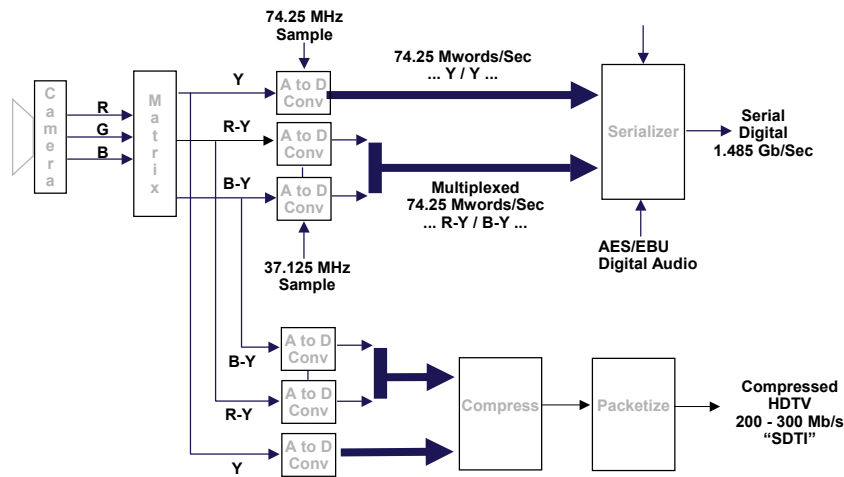 74.25 MHz
Sample
74.25 Mwords/Sec
... Y / Y ...
Y
A to D
Conv
Camera
R
G
B
Matrix
R-Y
A to D
Conv
Serializer
Serial
Digital
1.485 Gb/Sec
B-Y
A to D
Conv
Multiplexed
74.25 Mwords/Sec
... R-Y / B-Y ...
37.125 MHz
Sample
AES/EBU
Digital Audio
B-Y
A to D
Conv
R-Y
A to D
Conv
Compress
Packetize
Compressed
HDTV
200 - 300 Mb/s
“SDTI”
Y
A to D
Conv